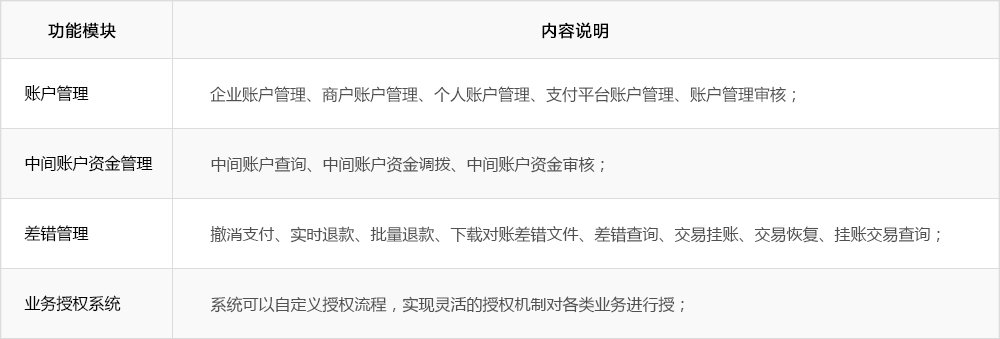 功能模块 内容说明
账户管理 企业账户管理、商户账户管理、个人账户管理、支付平台账户管理、账户管理审核；
中间账户资金管理 中间账户查询、中间账户资金调拨、中间账户资金审核；
差错管理 撤消支付、实时退款、批量退款、下载对账差错文件、差错查询、交易挂账、交易恢复、挂账交易查询；
业务授权系统 系统可以自定义授权流程，实现灵活的授权机制对各类业务进行授；